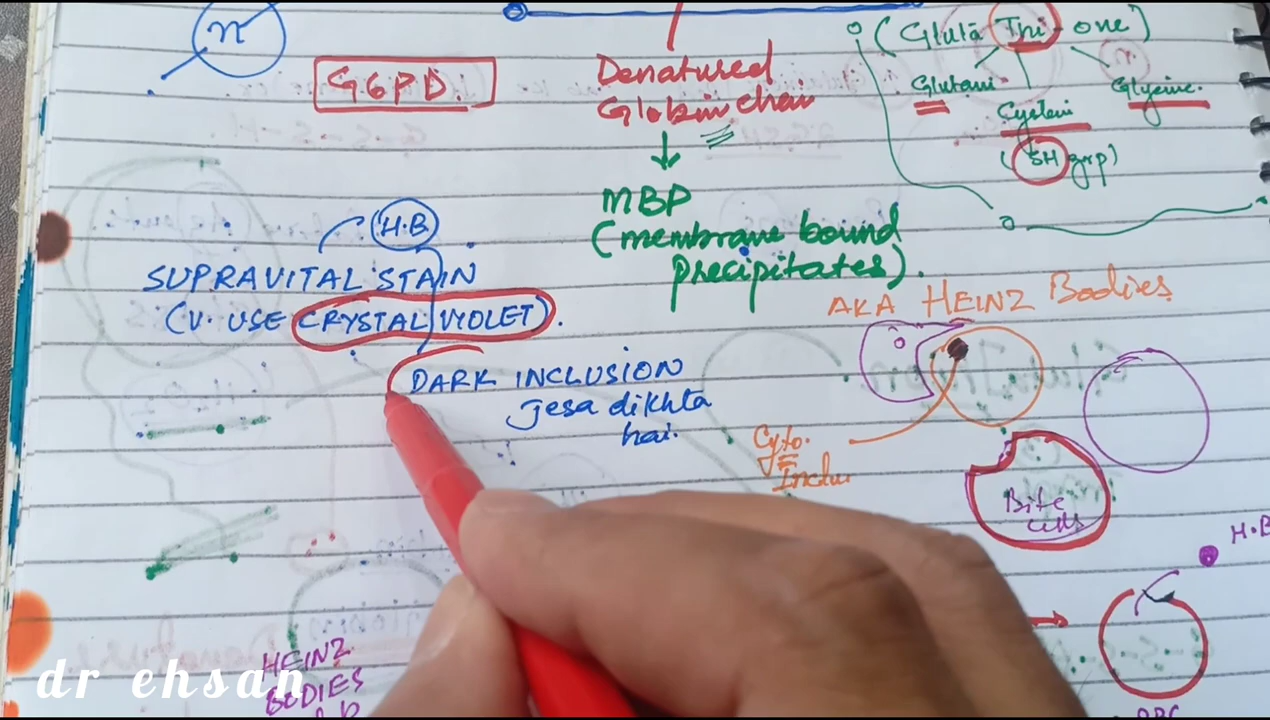 n
G6PD.
Denatured
Globin chain
MBP
(membrane bound
precipitates).
(Gluta Thi - one)
Glutami
Cystein
Glycine.
(SH grp)
H.B
SUPRAVITAL STAIN
(V. USE CRYSTAL VIOLET).
DARK INCLUSION
jesa dikhta
hai.
AKA HEINZ Bodies
Cyto.
Inclu
Bite
cells
H.B
RBC
HEINZ
BODIES
dr ehsan